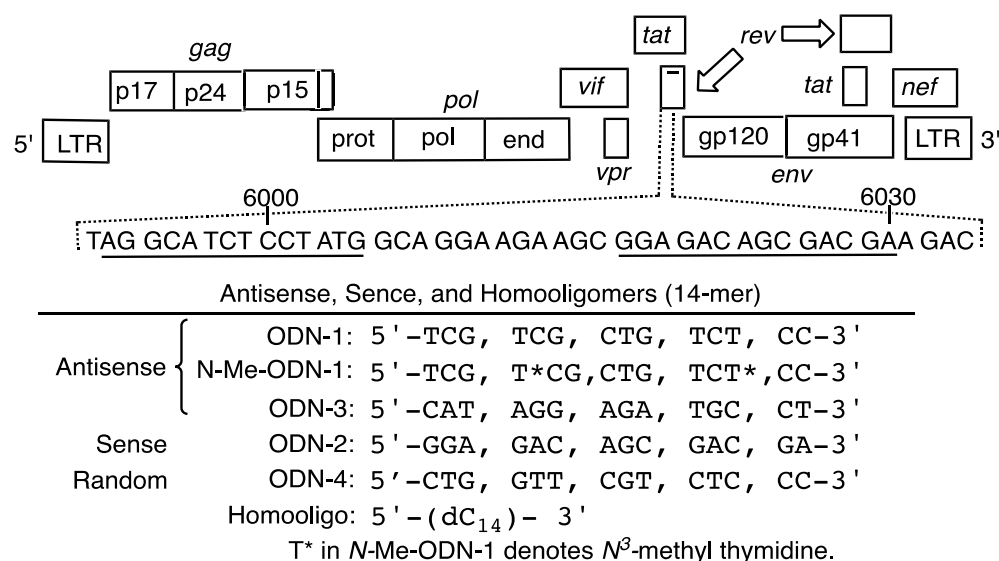 gag tat rev
p17 p24 p15 vif tat nef
pol
5' LTR prot pol end gp120 gp41 LTR 3'
vpr env
6000 6030
TAG GCA TCT CCT ATG GCA GGA AGA AGC GGA GAC AGC GACGAA GAC
Antisense, Sence, and Homooligomers (14-mer)
ODN-1: 5'-TCG, TCG, CTG, TCT, CC-3'
Antisense N-Me-ODN-1: 5'-TCG, T*CG,CTG, TCT*,CC-3'
ODN-3: 5'-CAT, AGG, AGA, TGC, CT-3'
Sense ODN-2: 5'-GGA, GAC, AGC, GAC, GA-3'
Random ODN-4: 5′-CTG, GTT, CGT, CTC, CC-3'
Homooligo: 5'-(dC14)- 3'
T* in N-Me-ODN-1 denotes N3-methyl thymidine.